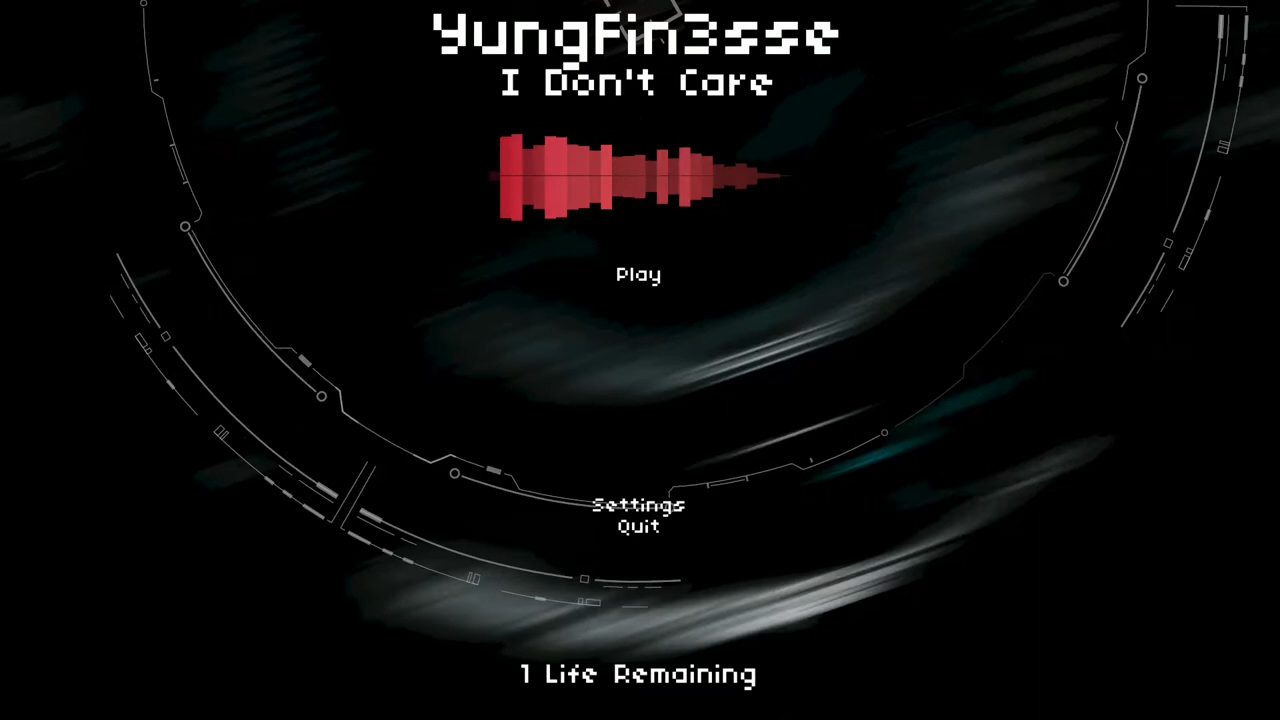 YungFin3sse
I Don't Care
Play
Settings
Quit
1 Life Remaining